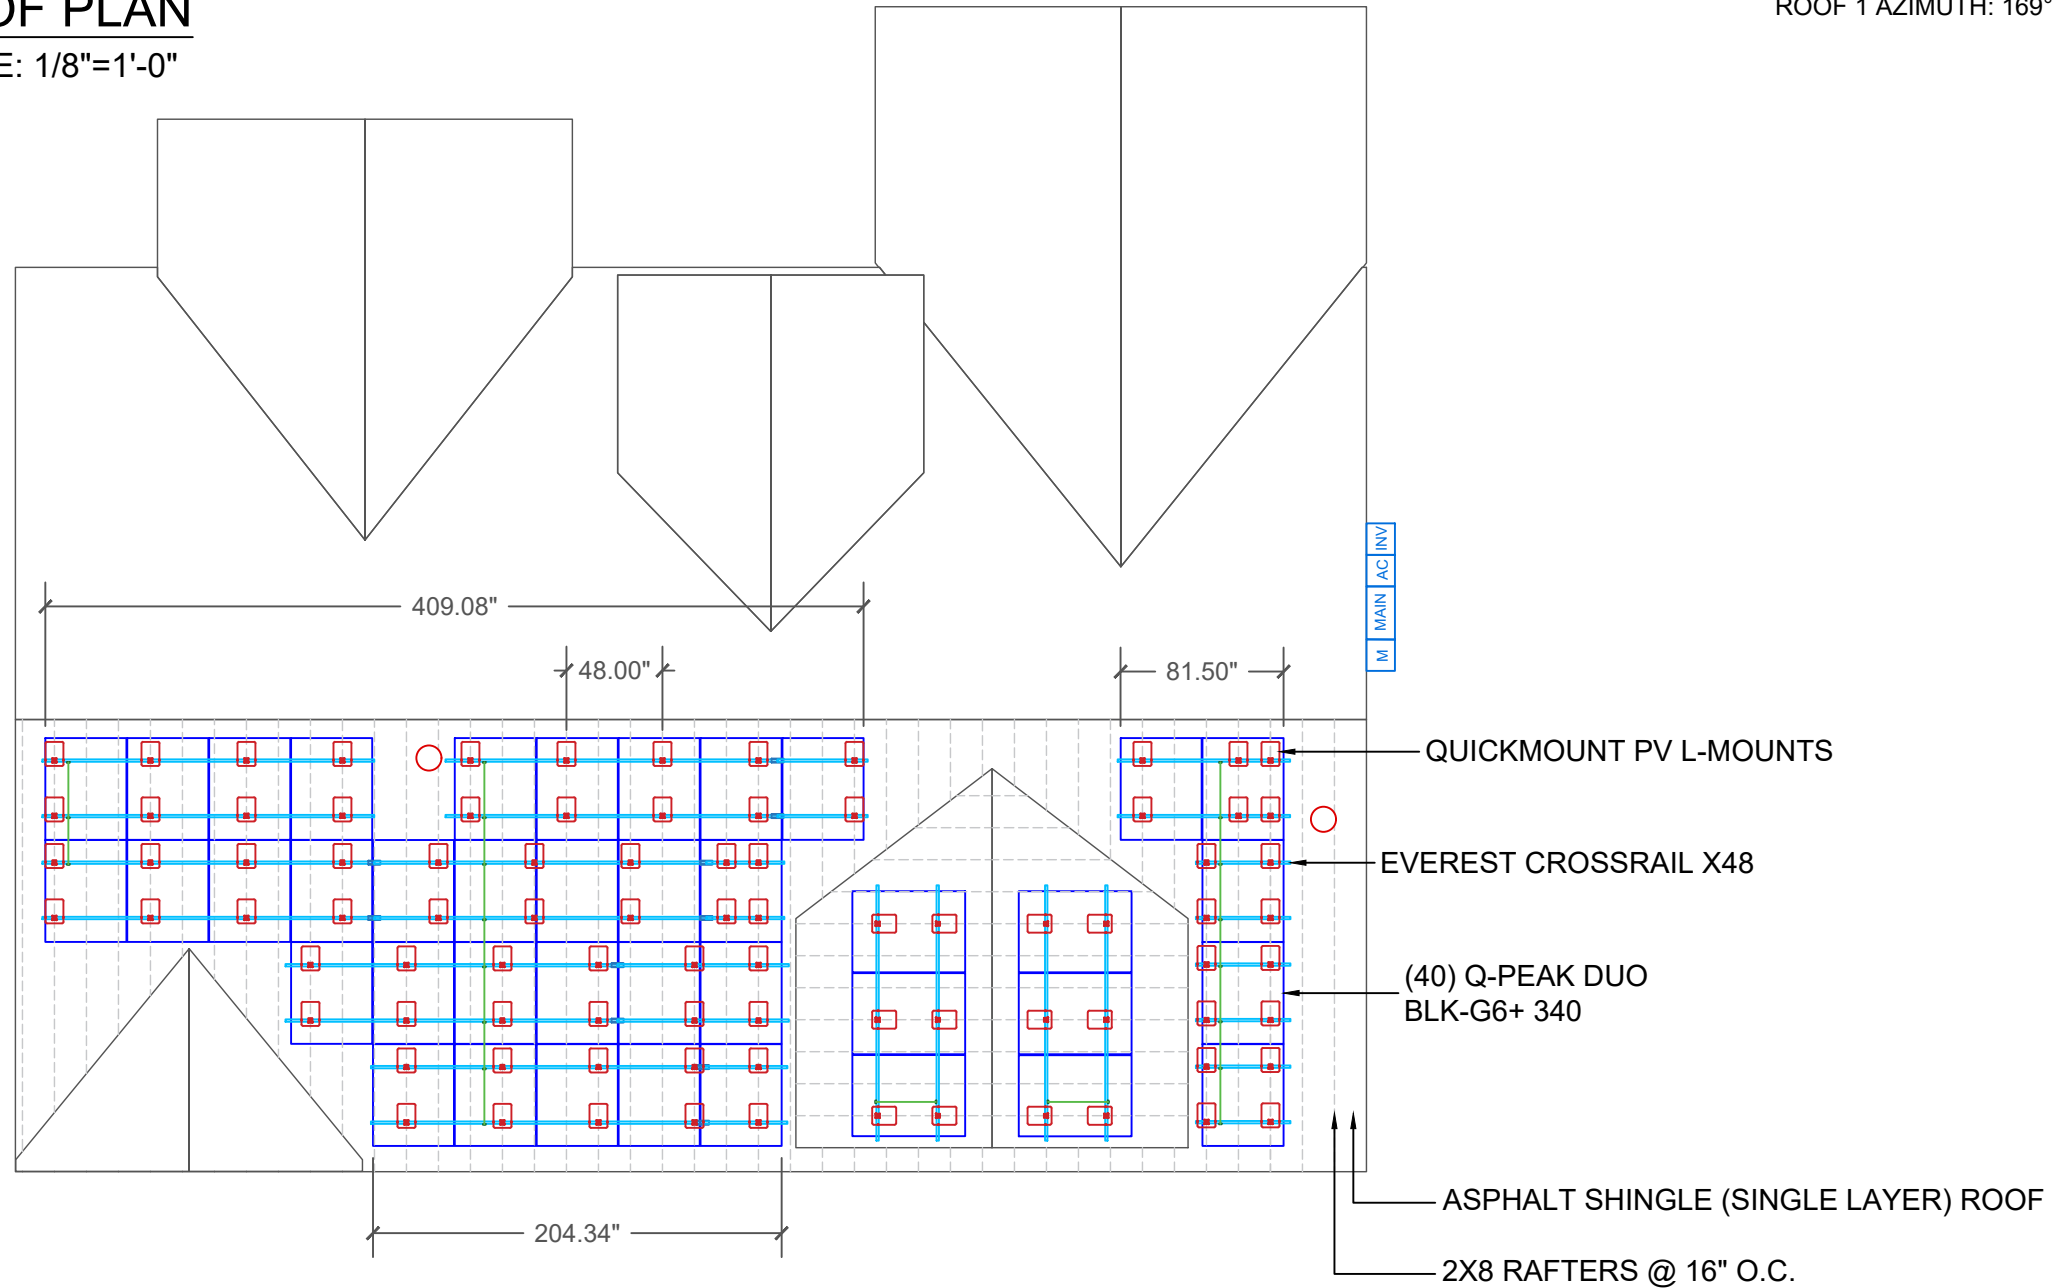 OF PLAN
E: 1/8"=1'-0"
ROOF 1 AZIMUTH: 169°
INV
AC
MAIN
M
409.08"
48.00"
81.50"
QUICKMOUNT PV L-MOUNTS
EVEREST CROSSRAIL X48
(40) Q-PEAK DUO
BLK-G6+ 340
ASPHALT SHINGLE (SINGLE LAYER) ROOF
204.34"
2X8 RAFTERS @ 16" O.C.